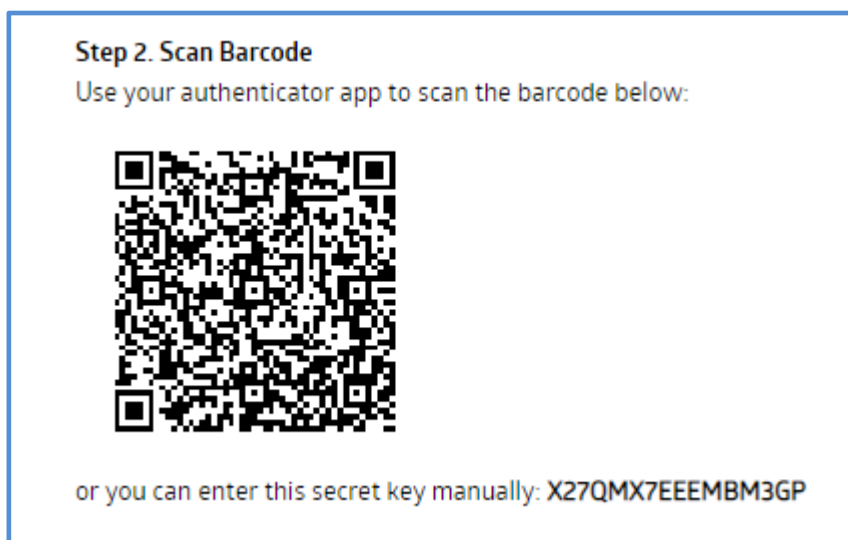 Step 2. Scan Barcode
Use your authenticator app to scan the barcode below:
or you can enter this secret key manually: X27QMX7EEEMBM3GP